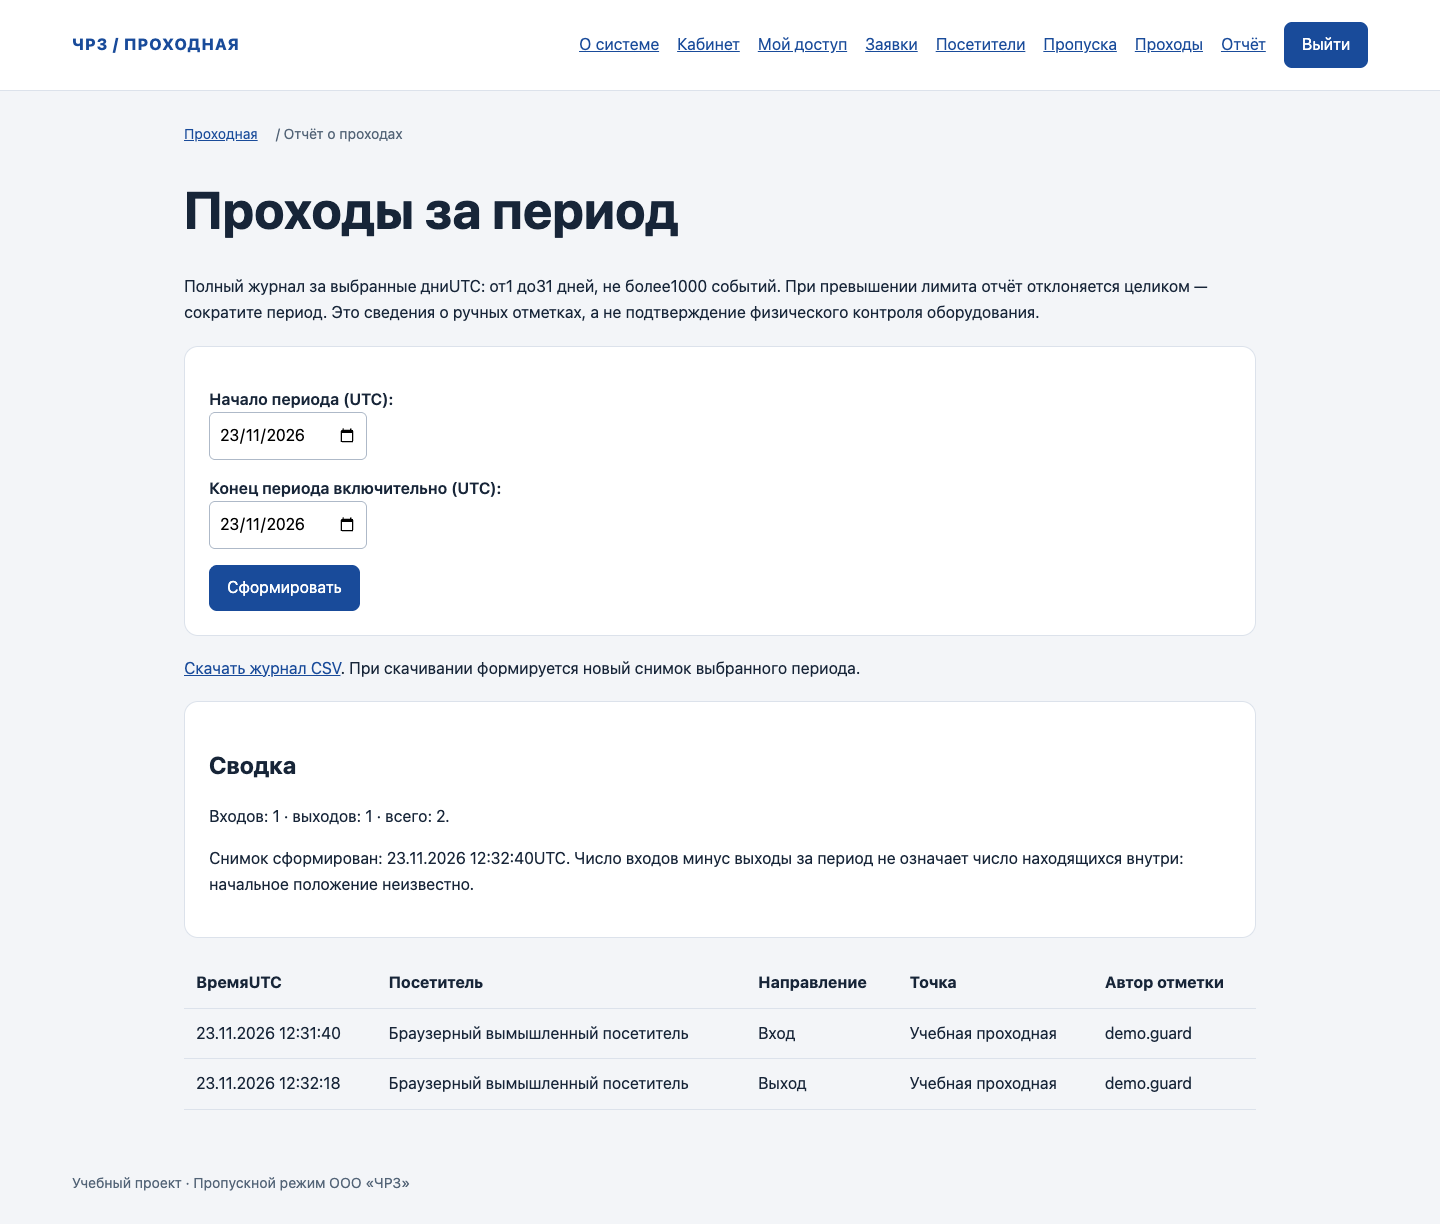 ЧРЗ / ПРОХОДНАЯ
О системе Кабинет Мой доступ Заявки Посетители Пропуска Проходы Отчёт Выйти
Проходная / Отчёт о проходах
Проходы за период
Полный журнал за выбранные дниUTC: от1 до31 дней, не более1000 событий. При превышении лимита отчёт отклоняется целиком —
сократите период. Это сведения о ручных отметках, а не подтверждение физического контроля оборудования.
Начало периода (UTC):
23/11/2026
Конец периода включительно (UTC):
23/11/2026
Сформировать
Скачать журнал CSV. При скачивании формируется новый снимок выбранного периода.
Сводка
Входов: 1 · выходов: 1 · всего: 2.
Снимок сформирован: 23.11.2026 12:32:40UTC. Число входов минус выходы за период не означает число находящихся внутри:
начальное положение неизвестно.
ВремяUTC Посетитель Направление Точка Автор отметки
23.11.2026 12:31:40 Браузерный вымышленный посетитель Вход Учебная проходная demo.guard
23.11.2026 12:32:18 Браузерный вымышленный посетитель Выход Учебная проходная demo.guard
Учебный проект · Пропускной режим ООО «ЧРЗ»